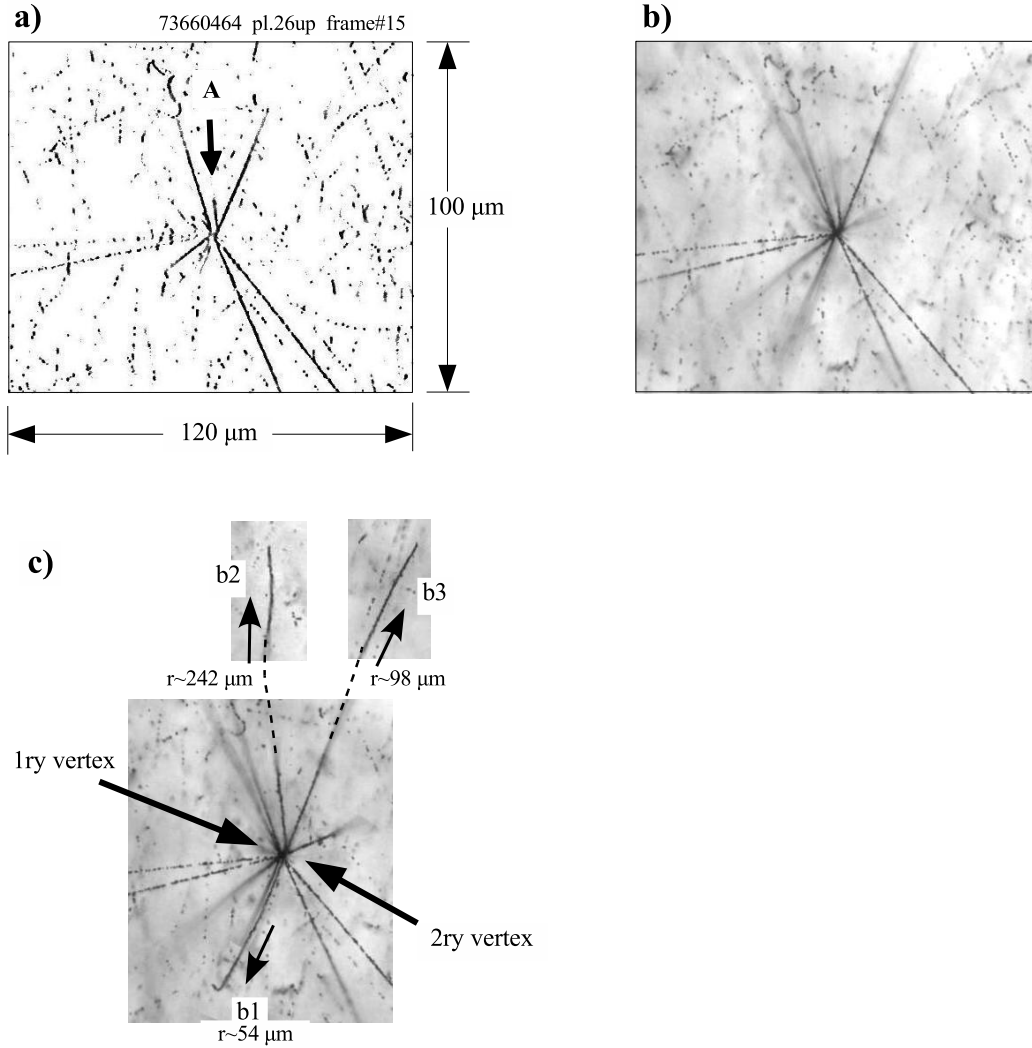 a)
73660464 pl.26up frame#15
A
100 μm
120 μm
b)
c)
b2
b3
r~242 μm
r~98 μm
1ry vertex
2ry vertex
b1
r~54 μm